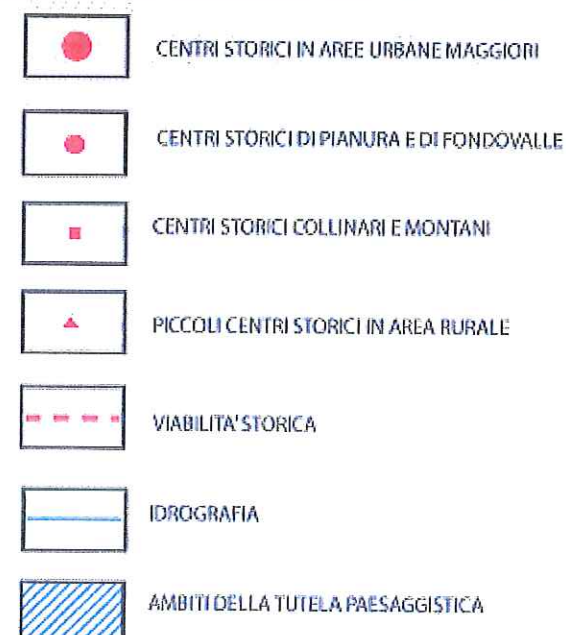 CENTRI STORICI IN AREE URBANE MAGGIORI
CENTRI STORICI DI PIANURA E DI FONDOVALLE
CENTRI STORICI COLLINARI E MONTANI
PICCOLI CENTRI STORICI IN AREA RURALE
VIABILITA' STORICA
IDROGRAFIA
AMBITI DELLA TUTELA PAESAGGISTICA